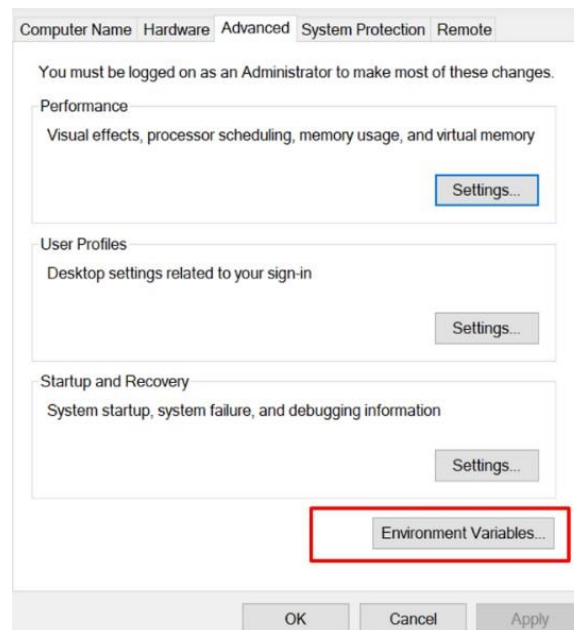 Computer Name Hardware Advanced System Protection Remote
You must be logged on as an Administrator to make most of these changes.
Performance
Visual effects, processor scheduling, memory usage, and virtual memory
Settings...
User Profiles
Desktop settings related to your sign-in
Settings...
Startup and Recovery
System startup, system failure, and debugging information
Settings...
Environment Variables...
OK Cancel Apply